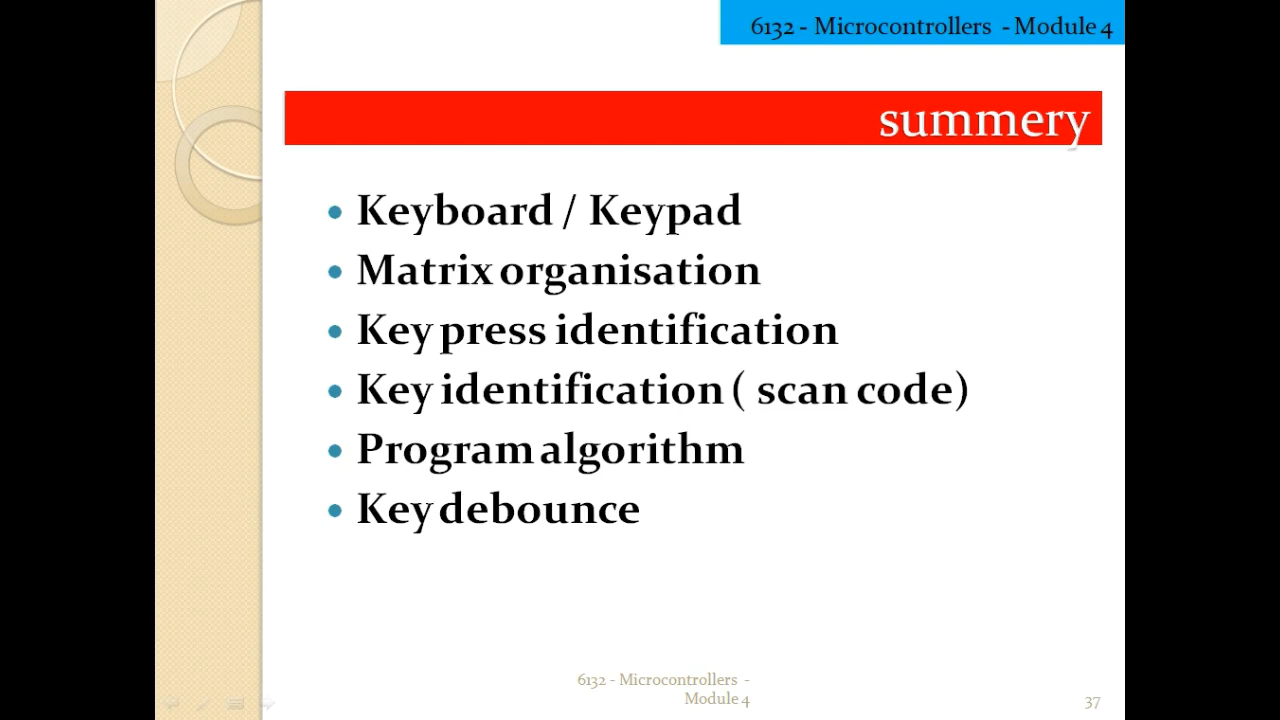 6132 - Microcontrollers - Module 4
summery
Keyboard / Keypad
Matrix organisation
Key press identification
Key identification ( scan code)
Program algorithm
Key debounce
6132 - Microcontrollers -
Module 4
37